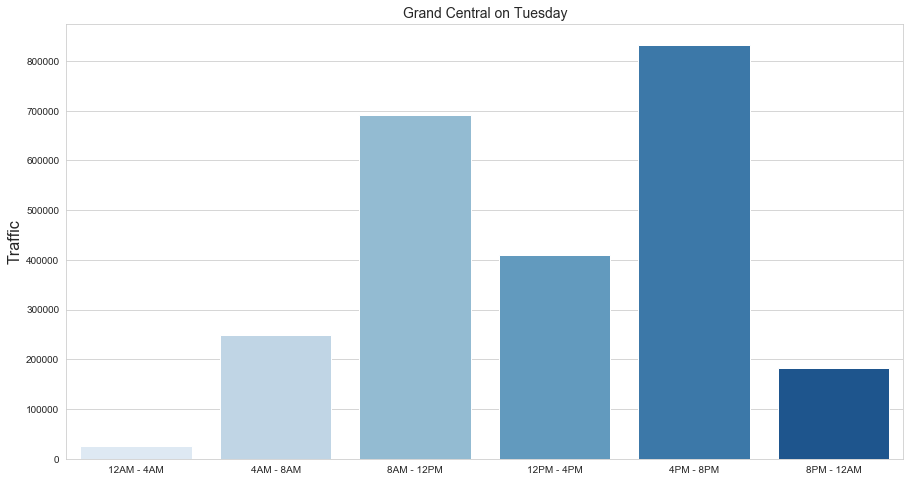 Grand Central on Tuesday
Traffic
800000
700000
600000
500000
400000
300000
200000
100000
0
12AM - 4AM
4AM - 8AM
8AM - 12PM
12PM - 4PM
4PM - 8PM
8PM - 12AM